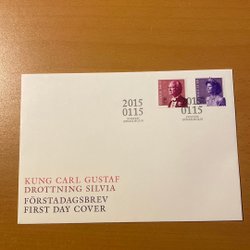 2015
0115
2015
0115
KUNG CARL GUSTAF
DROTTNING SILVIA
FÖRSTADAGSBREV
FIRST DAY COVER